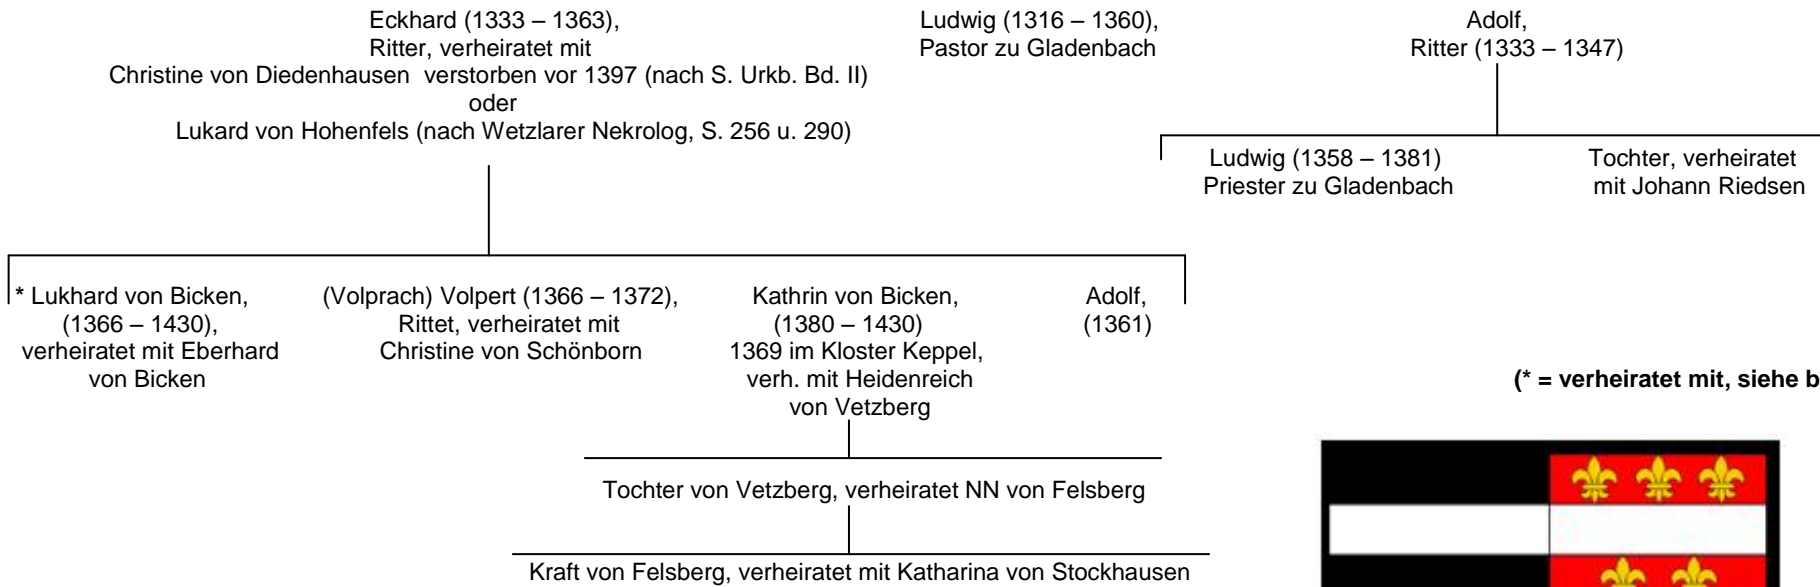 Eckhard (1333 – 1363),
Ritter, verheiratet mit
Christine von Diedenhausen verstorben vor 1397 (nach S. Urkb. Bd. II)
oder
Lukard von Hohenfels (nach Wetzlarer Nekrolog, S. 256 u. 290)
Ludwig (1316 – 1360),
Pastor zu Gladenbach
Adolf,
Ritter (1333 – 1347)
Ludwig (1358 – 1381)
Priester zu Gladenbach
Tochter, verheiratet
mit Johann Riedsen
* Lukhard von Bicken,
(1366 – 1430),
verheiratet mit Eberhard
von Bicken
(Volprach) Volpert (1366 – 1372),
Rittet, verheiratet mit
Christine von Schönborn
Kathrin von Bicken,
(1380 – 1430)
1369 im Kloster Keppel,
verh. mit Heidenreich
von Vetzberg
Adolf,
(1361)
(* = verheiratet mit, siehe b
Tochter von Vetzberg, verheiratet NN von Felsberg
Kraft von Felsberg, verheiratet mit Katharina von Stockhausen